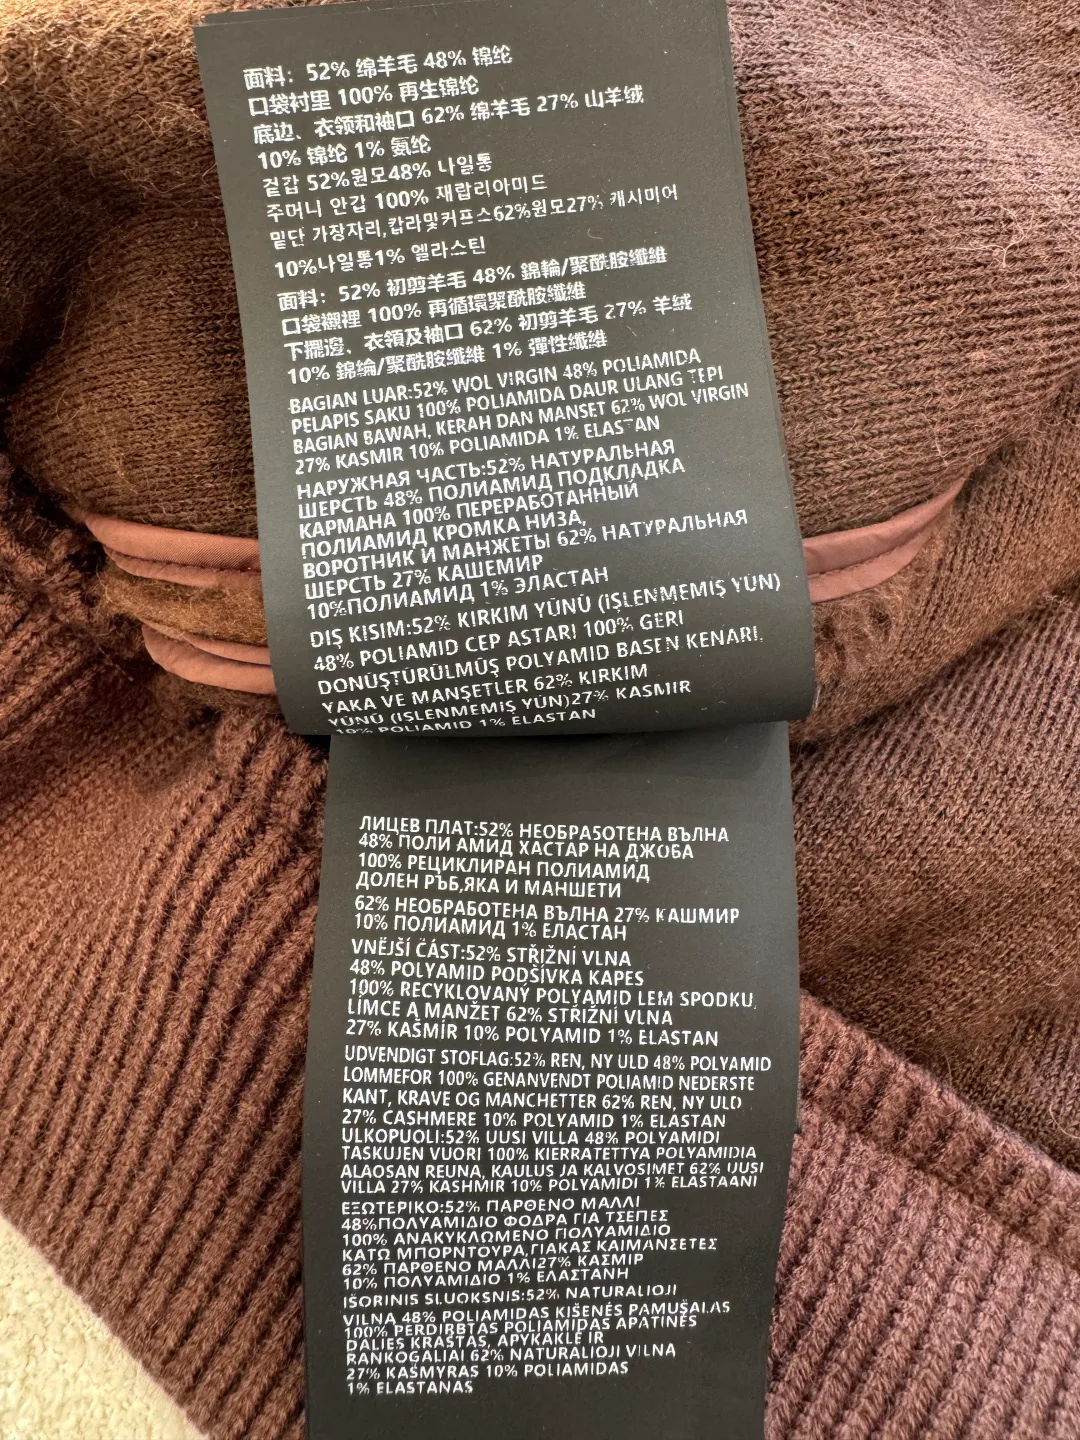 面料：52% 绵羊毛 48% 锦纶
口袋衬里 100% 再生锦纶
底边、衣领和袖口 62% 绵羊毛 27% 山羊绒
10% 锦纶 1% 氨纶
겉감 52%원모48% 나일통
주머니 안감 100% 재랍리아미드
밑단 가장자리,캅라및커프스62%원모27% 캐시미어
10%나일통1% 엘라스틴
面料：52% 初剪羊毛 48% 錦輪/聚酰胺纖維
口袋襯裡 100% 再循環聚酰胺纖維
下擺邊、衣領及袖口 62% 初剪羊毛 27% 羊绒
10% 錦綸/聚酰胺纖維 1% 彈性纖維
BAGIAN LUAR:52% WOL VIRGIN 48% POLIAMIDA
PELAPIS SAKU 100% POLIAMIDA DAUR ULANG TEPI
BAGIAN BAWAH, KERAH DAN MANSET 62% WOL VIRGIN
27% KASMIR 10% POLIAMIDA 1% ELASTAN
НАРУЖНАЯ ЧАСТЬ:52% НАТУРАЛЬНАЯ
ШЕРСТЬ 48% ПОЛИАМИД ПОДКЛАДКА
КАРМАНА 100% ПЕРЕРАБОТАННЫЙ
ПОЛИАМИД КРОМКА НИЗА,
ВОРОТНИК И МАНЖЕТЫ 62% НАТУРАЛЬНАЯ
ШЕРСТЬ 27% КАШЕМИР
10%ПОЛИАМИД 1% ЭЛАСТАН
DIŞ KISIM:52% KIRKIM YÜNÜ (İŞLENMEMİŞ YÜN)
48% POLIAMID CEP ASTARI 100% GERI
DÖNÜŞTÜRÜLMÜŞ POLYAMID BASEN KENARI.
YAKA VE MANŞETLER 62% KIRKIM
YÜNÜ (ISLENMEMIŞ YÜN)27% KASMIR
10% POLIAMID 1% ELASTAN
ЛИЦЕВ ПЛАТ:52% НЕОБРА5ОТЕНА ВЪЛНА
48% ПОЛИ АМИД ХАСТАР НА ДЖОБА
100% РЕЦИКЛИРАН ПОЛИАМИД
ДОЛЕН РЪБ,ЯКА И МАНШЕТИ
62% НЕОБРАБОТЕНА ВЪЛНА 27% КАШМИР
10% ПОЛИАМИД 1% ЕЛАСТАН
VNĚJŠÍ ČÁST:52% STŘIŽNÍ VLNA
48% POLYAMID PODŠÍVKA KAPES
100% RECYKLOVANÝ POLYAMID LEM SPODKU,
LÍMCE A MANŽET 62% STŘIŽNÍ VLNA
27% KAŠMÍR 10% POLYAMID 1% ELASTAN
UDVENDIGT STOFLAG:52% REN, NY ULD 48% POLYAMID
LOMMEFOR 100% GENANVENDT POLIAMID NEDERSTE
KANT, KRAVE OG MANCHETTER 62% REN, NY ULD
27% CASHMERE 10% POLYAMID 1% ELASTAN
ULKOPUOLI:52% UUSI VILLA 48% POLYAMIDI
TASKUJEN VUORI 100% KIERRATETTYA POLYAMIDIA
ALAOSAN REUNA, KAULUS JA KALVOSIMET 62% UUSI
VILLA 27% KASHMIR 10% POLYAMIDI 1% ELASTAANI
ΕΞΩΤΕΡΙΚΟ:52% ΠΑΡΘΕΝΟ ΜΑΛΛΙ
48%ΠΟΛΥΑΜΙΔΙΟ ΦΟΔΡΑ ΓΙΑ ΤΣΕΠΕΣ
100% ΑΝΑΚΥΚΛΩΜΕΝΟ ΠΟΛΥΑΜΙΔΙΟ
ΚΑΤΩ ΜΠΟΡΝΤΟΥΡΑ,ΓΙΑΚΑΣ ΚΑΙΜΑΝΣΕΤΕΣ
62% ΠΑΡΘΕΝΟ ΜΑΛΛΙ27% ΚΑΣΜΙΡ
10% ΠΟΛΥΑΜΙΔΙΟ 1% ΕΛΑΣΤΑΝΗ
IŠORINIS SLUOKSNIS:52% NATURALIOJI
VILNA 48% POLIAMIDAS KIŠENĖS PAMUŠALAS
100% PERDIRBTAS POLIAMIDAS APATINĖS
DALIES KRAŠTAS, APYKAKLĖ IR
RANKOGALIAI 62% NATURALIOJI VILNA
27% KAŠMYRAS 10% POLIAMIDAS
1% ELASTANAS